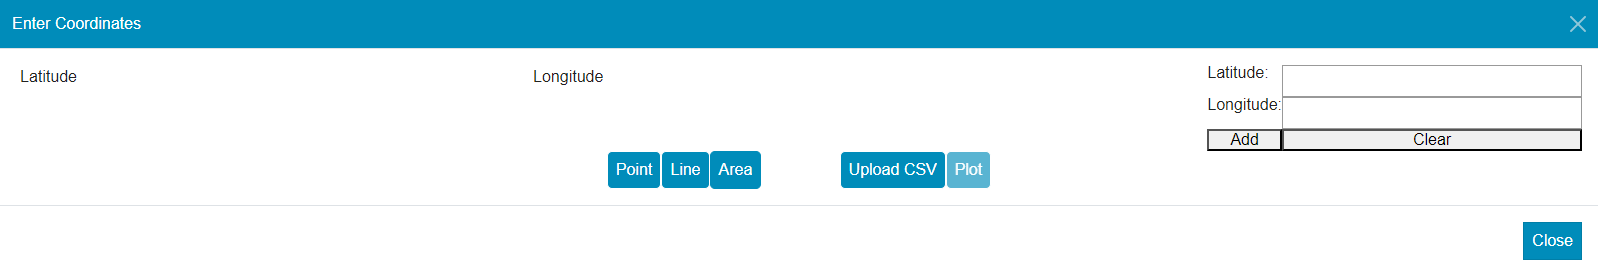 Enter Coordinates
Latitude Longitude
Latitude:
Longitude:
Add Clear
Point Line Area Upload CSV Plot
Close